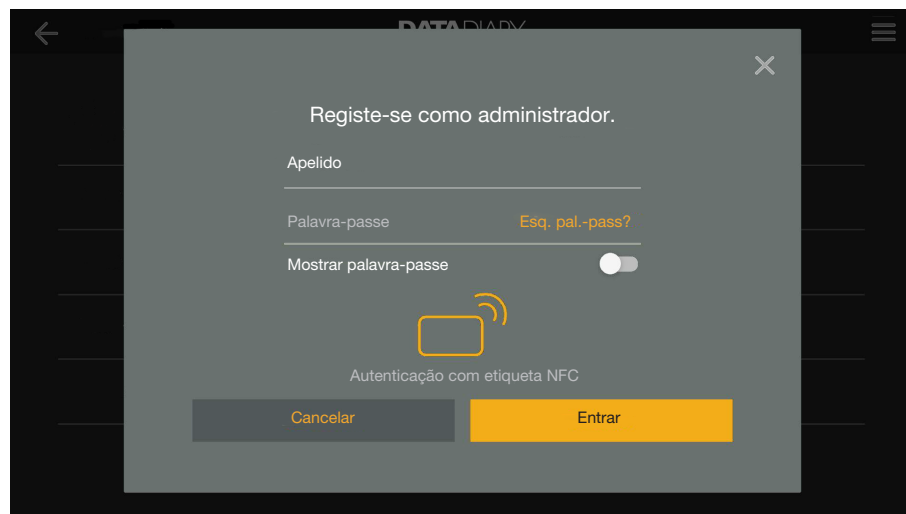 DATADIARY
Registe-se como administrador.
Apelido
Palavra-passe Esq. pal.-pass?
Mostrar palavra-passe
Autenticação com etiqueta NFC
Cancelar Entrar